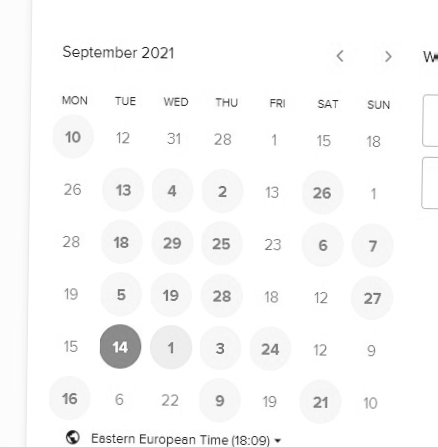 September 2021
MON TUE WED THU FRI SAT SUN
10 12 31 28 1 15 18
26 13 4 2 13 26 1
28 18 29 25 23 6 7
19 5 19 28 18 12 27
15 14 1 3 24 12 9
16 6 22 9 19 21 10
Eastern European Time (18:09)